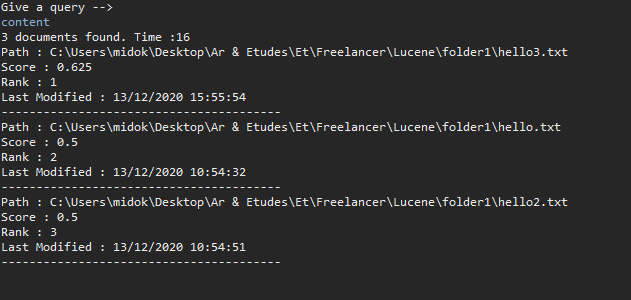 Give a query -->
content
3 documents found. Time :16
Path : C:\Users\midok\Desktop\Ar & Etudes\Et\Freelancer\Lucene\folder1\hello3.txt
Score : 0.625
Rank : 1
Last Modified : 13/12/2020 15:55:54
----------------------------------------
Path : C:\Users\midok\Desktop\Ar & Etudes\Et\Freelancer\Lucene\folder1\hello.txt
Score : 0.5
Rank : 2
Last Modified : 13/12/2020 10:54:32
----------------------------------------
Path : C:\Users\midok\Desktop\Ar & Etudes\Et\Freelancer\Lucene\folder1\hello2.txt
Score : 0.5
Rank : 3
Last Modified : 13/12/2020 10:54:51
----------------------------------------